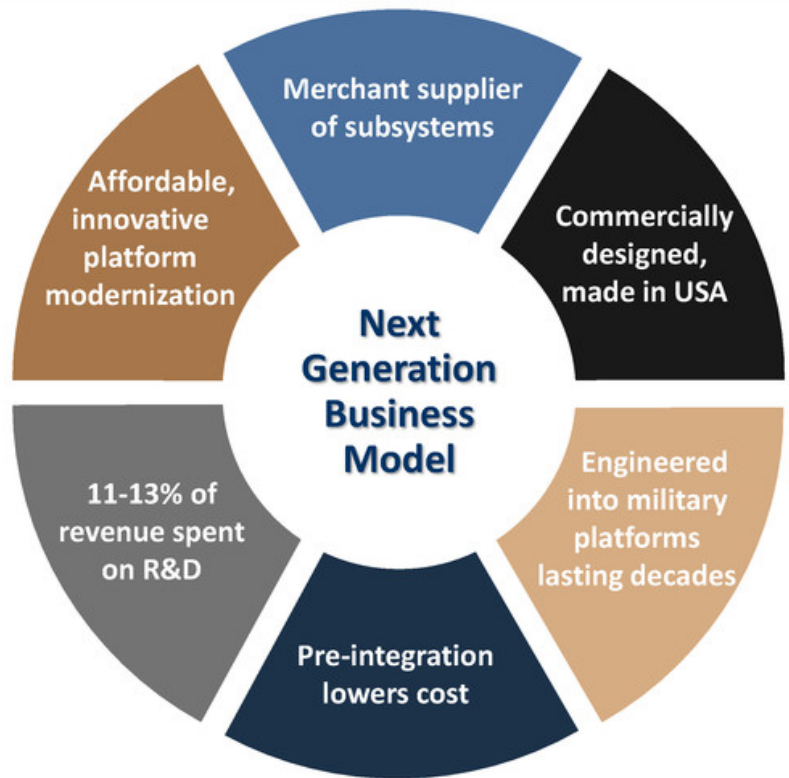 Merchant supplier
of subsystems
Commercially
designed,
made in USA
Engineered
into military
platforms
lasting decades
Pre-integration
lowers cost
11-13% of
revenue spent
on R&D
Affordable,
innovative
platform
modernization
Next
Generation
Business
Model